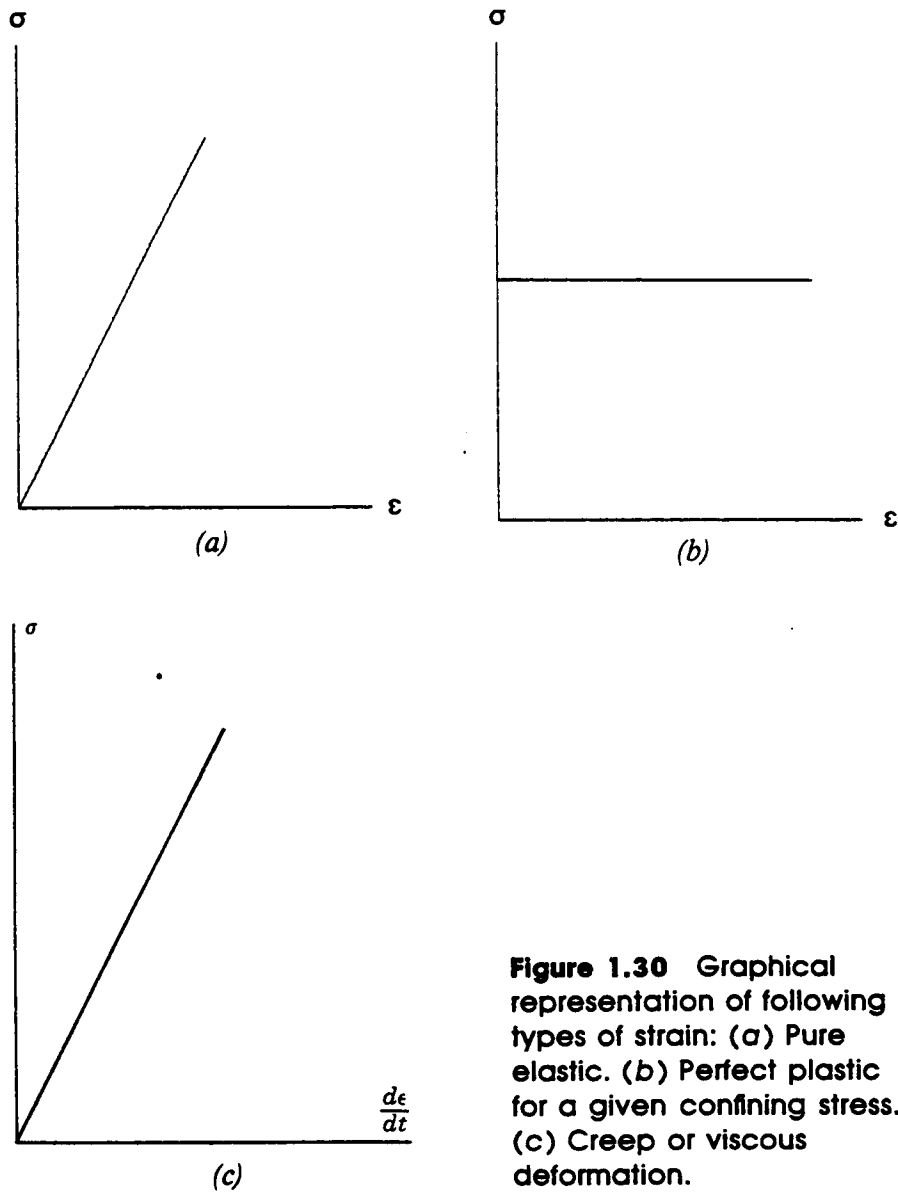 σ
ε
(a)
σ
ε
(b)
σ
dϵ
dt
(c)
Figure 1.30 Graphical
representation of following
types of strain: (a) Pure
elastic. (b) Perfect plastic
for a given confining stress.
(c) Creep or viscous
deformation.